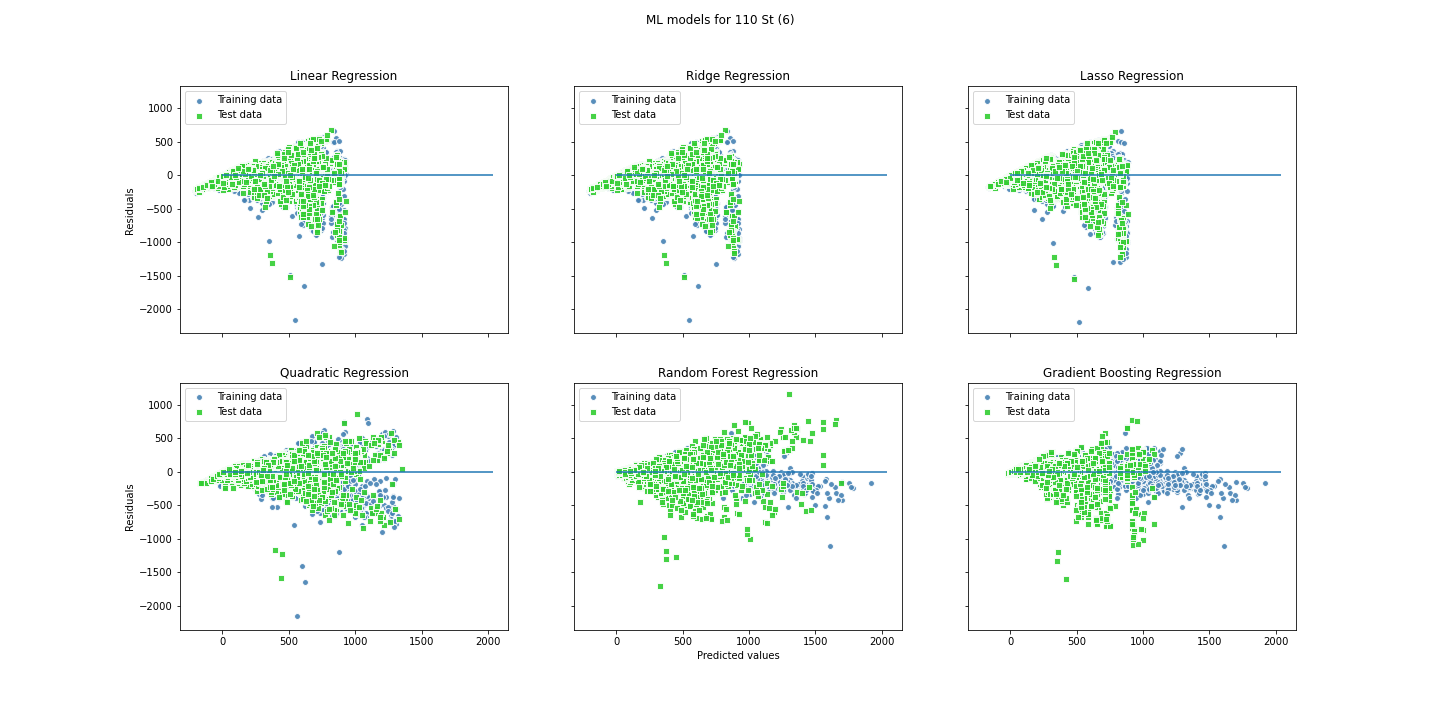 ML models for 110 St (6)
Linear Regression
Ridge Regression
Lasso Regression
Training data
Test data
Training data
Test data
Training data
Test data
1000
500
0
−500
−1000
−1500
−2000
Residuals
Quadratic Regression
Random Forest Regression
Gradient Boosting Regression
Training data
Test data
Training data
Test data
Training data
Test data
1000
500
0
−500
−1000
−1500
−2000
Residuals
0 500 1000 1500 2000
0 500 1000 1500 2000
0 500 1000 1500 2000
Predicted values